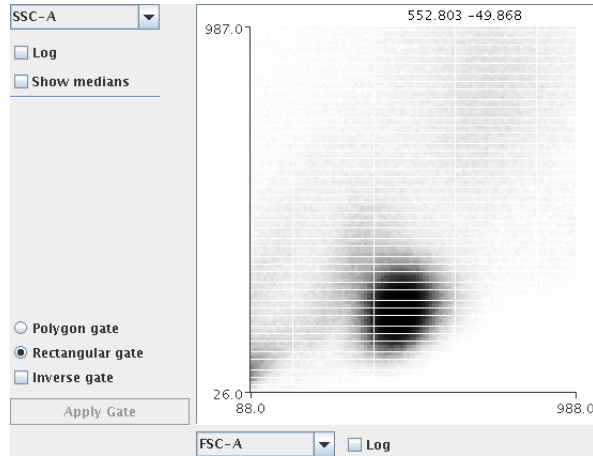 SSC-A
552.803 -49.868
987.0
Log
Show medians
Polygon gate
Rectangular gate
Inverse gate
26.0
Apply Gate
88.0
988.0
FSC-A
Log